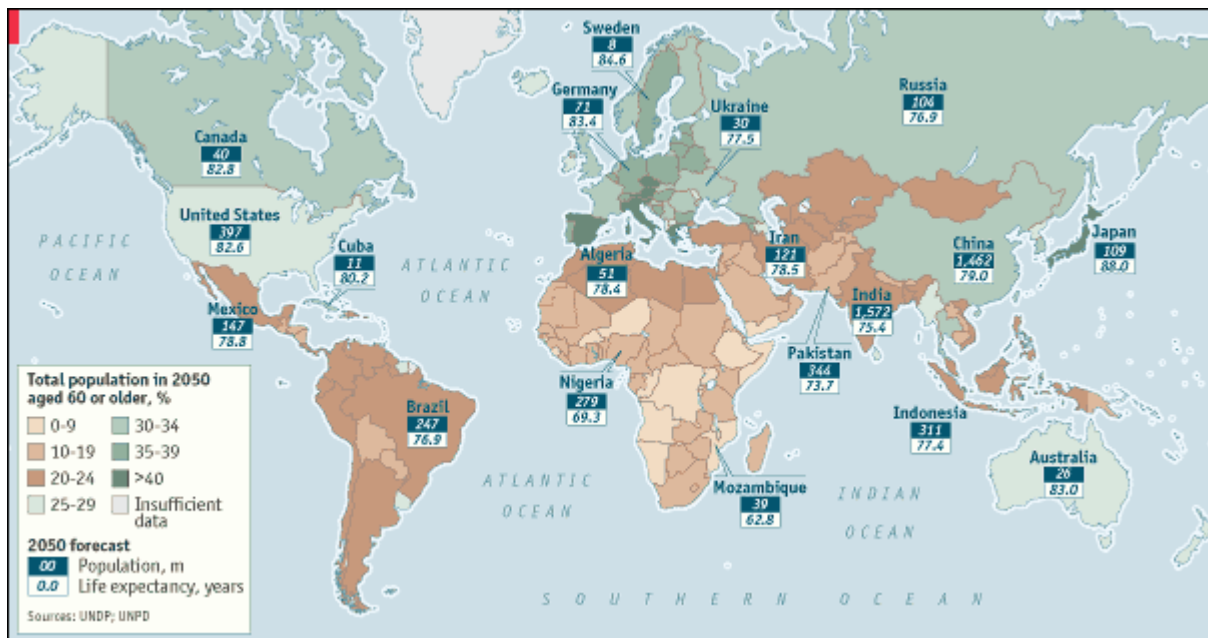 Sweden
8
84.6
Germany
71
83.4
Ukraine
30
77.5
Russia
104
76.9
Canada
40
82.8
United States
397
82.6
Cuba
11
80.2
PACIFIC
OCEAN
ATLANTIC
OCEAN
Algeria
51
78.4
Iran
121
78.5
China
1,462
79.0
Japan
109
88.0
Mexico
147
78.8
India
1,572
75.4
Pakistan
344
73.7
Nigeria
279
69.3
Brazil
247
76.9
Indonesia
311
77.4
Australia
26
83.0
Mozambique
39
62.8
ATLANTIC
OCEAN
INDIAN
OCEAN
SOUTHERN OCEAN
Total population in 2050
aged 60 or older, %
0-9
30-34
10-19
35-39
20-24
>40
25-29
Insufficient
data
2050 forecast
00 Population, m
0.0 Life expectancy, years
Sources: UNDP; UNPD